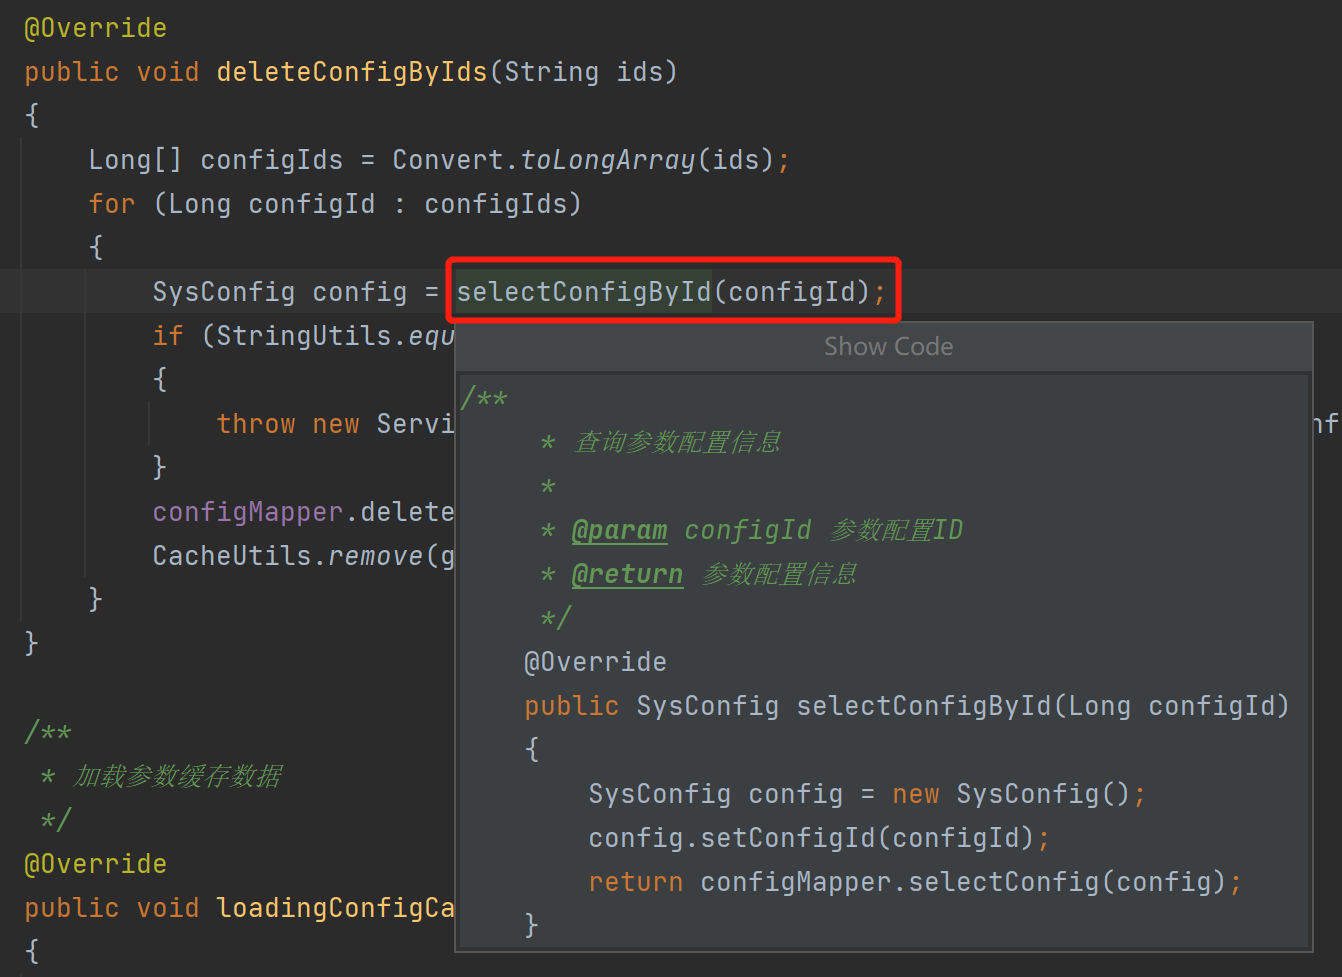 @Override
public void deleteConfigByIds(String ids)
{
Long[] configIds = Convert.toLongArray(ids);
for (Long configId : configIds)
{
SysConfig config = selectConfigById(configId);
if (StringUtils.equ
{
throw new Servi
}
configMapper.delete
CacheUtils.remove(g
}
}
/**
* 加载参数缓存数据
*/
@Override
public void loadingConfigCa
{
Show Code
/**
* 查询参数配置信息
*
* @param configId 参数配置ID
* @return 参数配置信息
*/
@Override
public SysConfig selectConfigById(Long configId)
{
SysConfig config = new SysConfig();
config.setConfigId(configId);
return configMapper.selectConfig(config);
}